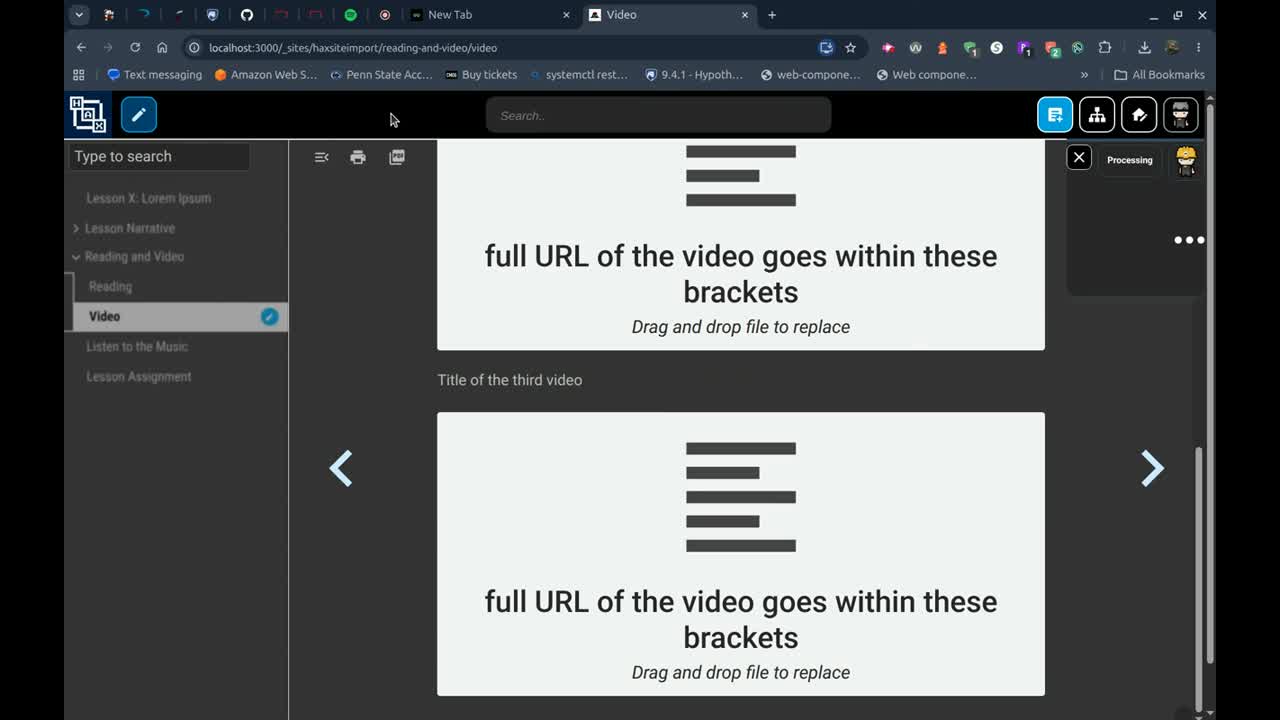 New Tab
Video
localhost:3000/_sites/haxsiteimport/reading-and-video/video
1
1
2
Text messaging
Amazon Web S...
Penn State Acc...
Buy tickets
systemctl rest...
9.4.1 - Hypoth...
web-compone...
Web compone...
»
All Bookmarks
H
A
X
Search..
Type to search
Processing
Lesson X: Lorem Ipsum
Lesson Narrative
Reading and Video
Reading
Video
Listen to the Music
Lesson Assignment
full URL of the video goes within these
brackets
Drag and drop file to replace
Title of the third video
full URL of the video goes within these
brackets
Drag and drop file to replace